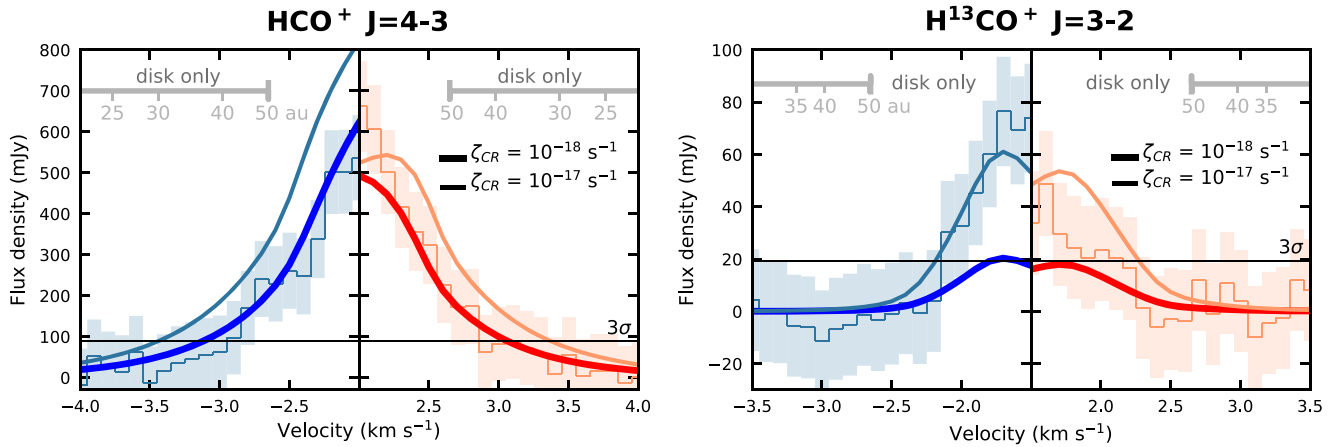 HCO⁺ J=4-3
800
700
600
500
400
300
200
100
0
Flux density (mJy)
disk only
25 30 40 50 au
disk only
50 40 30 25
ζCR = 10⁻¹⁸ s⁻¹
ζCR = 10⁻¹⁷ s⁻¹
3σ
−4.0 −3.5 −3.0 −2.5 2.5 3.0 3.5 4.0
Velocity (km s⁻¹)
H¹³CO⁺ J=3-2
100
80
60
40
20
0
−20
Flux density (mJy)
disk only
35 40 50 au
disk only
50 40 35
ζCR = 10⁻¹⁸ s⁻¹
ζCR = 10⁻¹⁷ s⁻¹
3σ
−3.5 −3.0 −2.5 −2.0 2.0 2.5 3.0 3.5
Velocity (km s⁻¹)